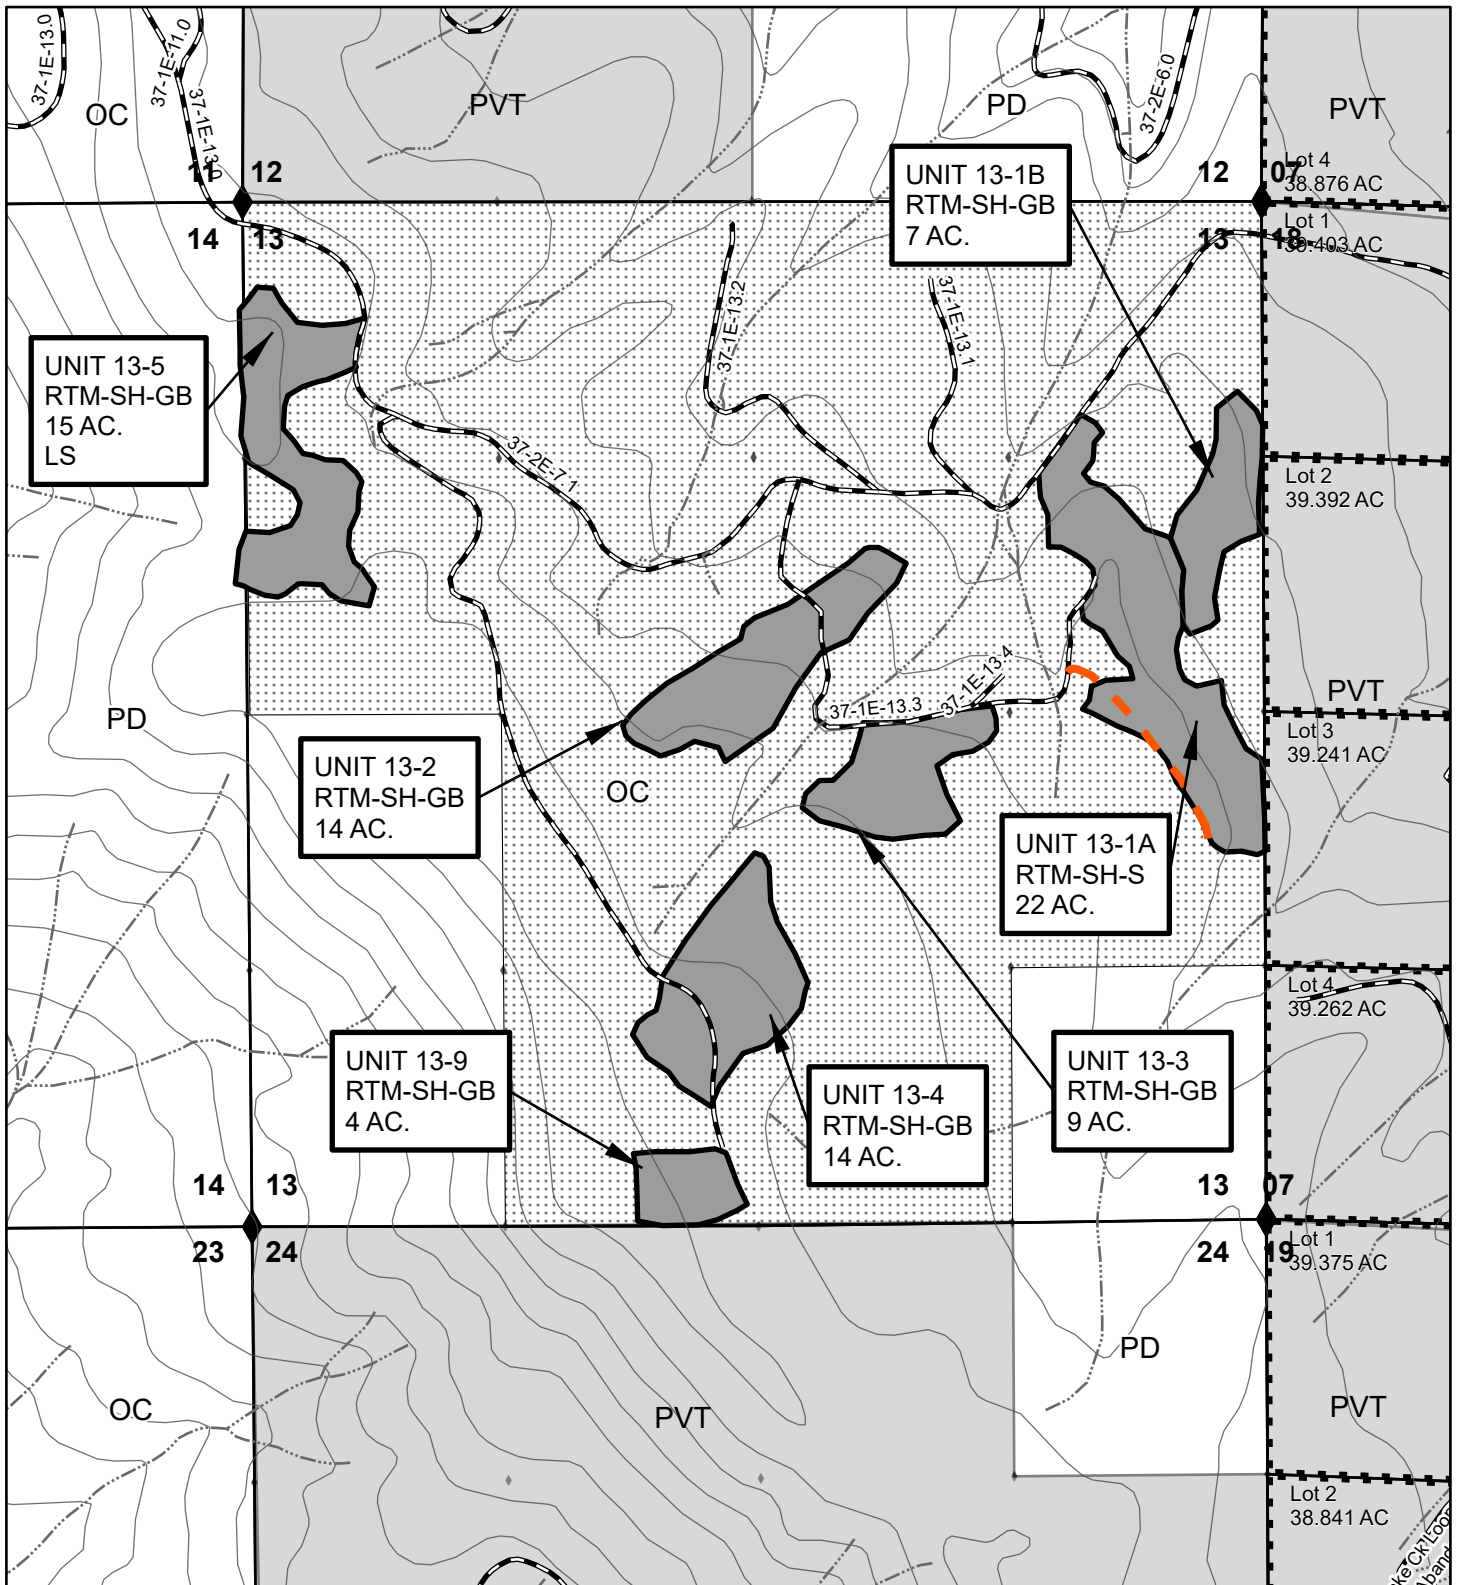 37-1E-13.0
37-1E-11.0
37-1E-13.0
OC
PVT
PD
37-2E-6.0
PVT
11
12
12
07
Lot 4
38.876 AC
14
13
13
18
Lot 1
39.403 AC
UNIT 13-1B
RTM-SH-GB
7 AC.
37-1E-13.2
37-1E-13.1
UNIT 13-5
RTM-SH-GB
15 AC.
LS
37-2E-7.1
Lot 2
39.392 AC
PD
37-1E-13.3
37-1E-13.4
PVT
Lot 3
39.241 AC
UNIT 13-2
RTM-SH-GB
14 AC.
OC
UNIT 13-1A
RTM-SH-S
22 AC.
Lot 4
39.262 AC
UNIT 13-9
RTM-SH-GB
4 AC.
UNIT 13-4
RTM-SH-GB
14 AC.
UNIT 13-3
RTM-SH-GB
9 AC.
14
13
13
07
23
24
24
19
Lot 1
39.375 AC
PD
OC
PVT
PVT
Lot 2
38.841 AC
ke Ck Loop
Aband